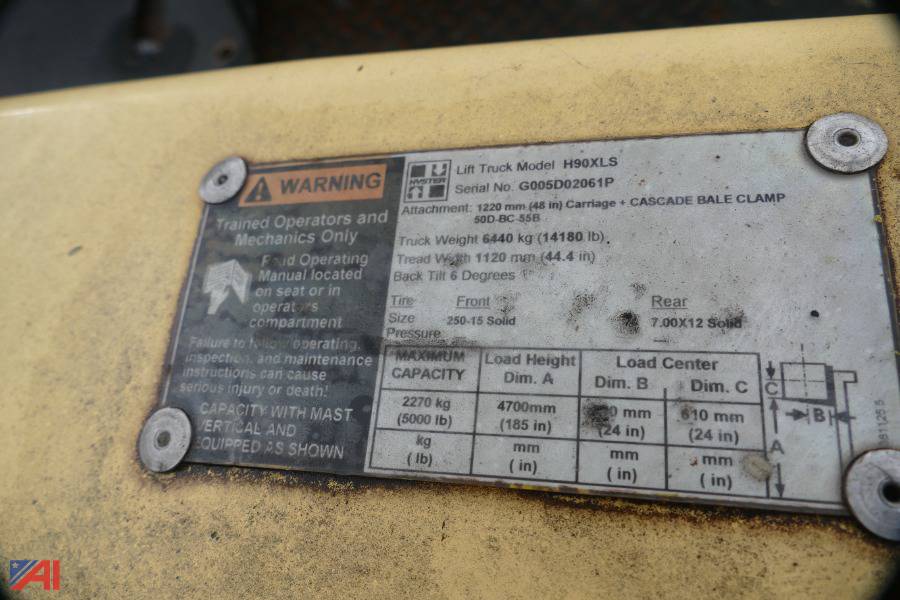 WARNING
Trained Operators and
Mechanics Only
Read Operating
Manual located
on seat or in
operators
compartment
Failure to follow operating,
inspection, and maintenance
instructions can cause
serious injury or death.
CAPACITY WITH MAST
VERTICAL AND
EQUIPPED AS SHOWN
HYSTER
Lift Truck Model H90XLS
Serial No. G005D02061P
Attachment: 1220 mm (48 in) Carriage + CASCADE BALE CLAMP
50D-BC-55B
Truck Weight 6440 kg (14180 lb)
Tread Width 1120 mm (44.4 in)
Back Tilt 6 Degrees
Tire Front Rear
Size 250-15 Solid 7.00X12 Solid
Pressure
MAXIMUM CAPACITY Load Height Dim. A Load Center Dim. B Dim. C
2270 kg 4700mm mm 610 mm
(5000 lb) (185 in) (24 in) (24 in)
kg mm mm mm
(lb) (in) (in) (in)
C
B
A
AI